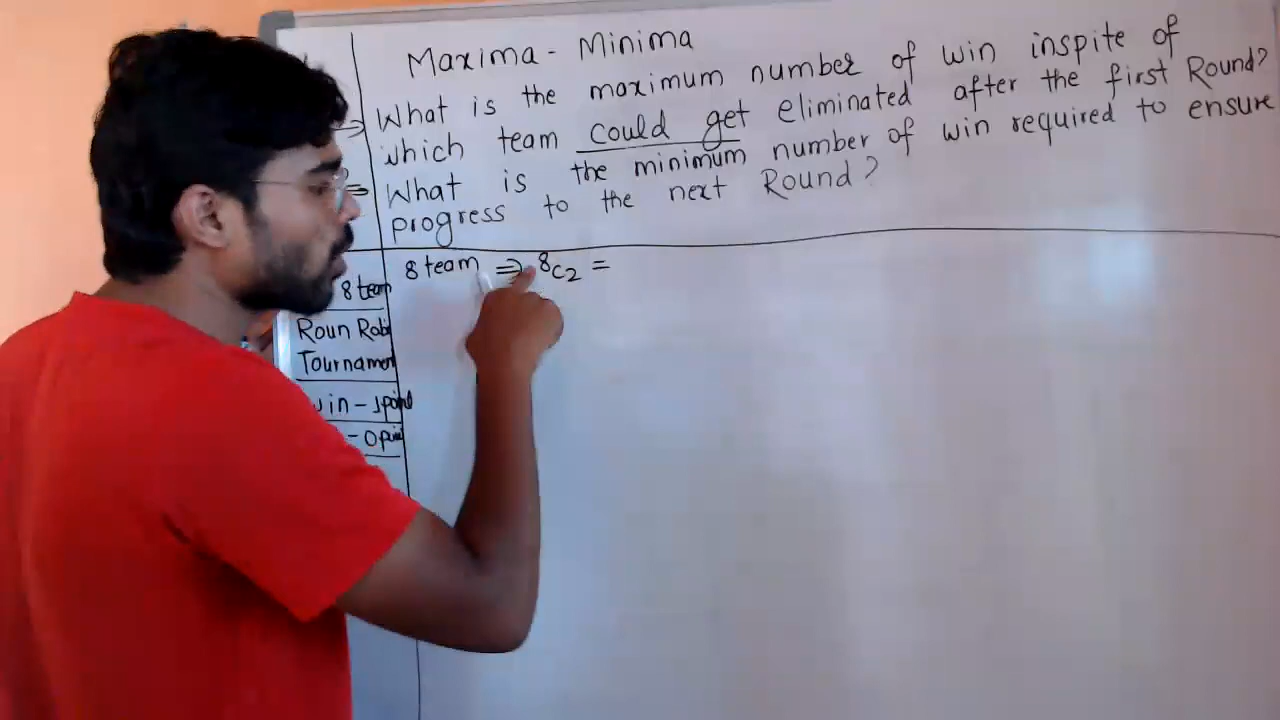 Maxima - Minima
⇒ What is the maximum number of win inspite of
which team could get eliminated after the first Round?
⇒ What is the minimum number of win required to ensure
progress to the next Round?
8 team ⇒ ⁸C₂ =
8 team
Roun Robi
Tournamen
win - 1 point
- 0 poi